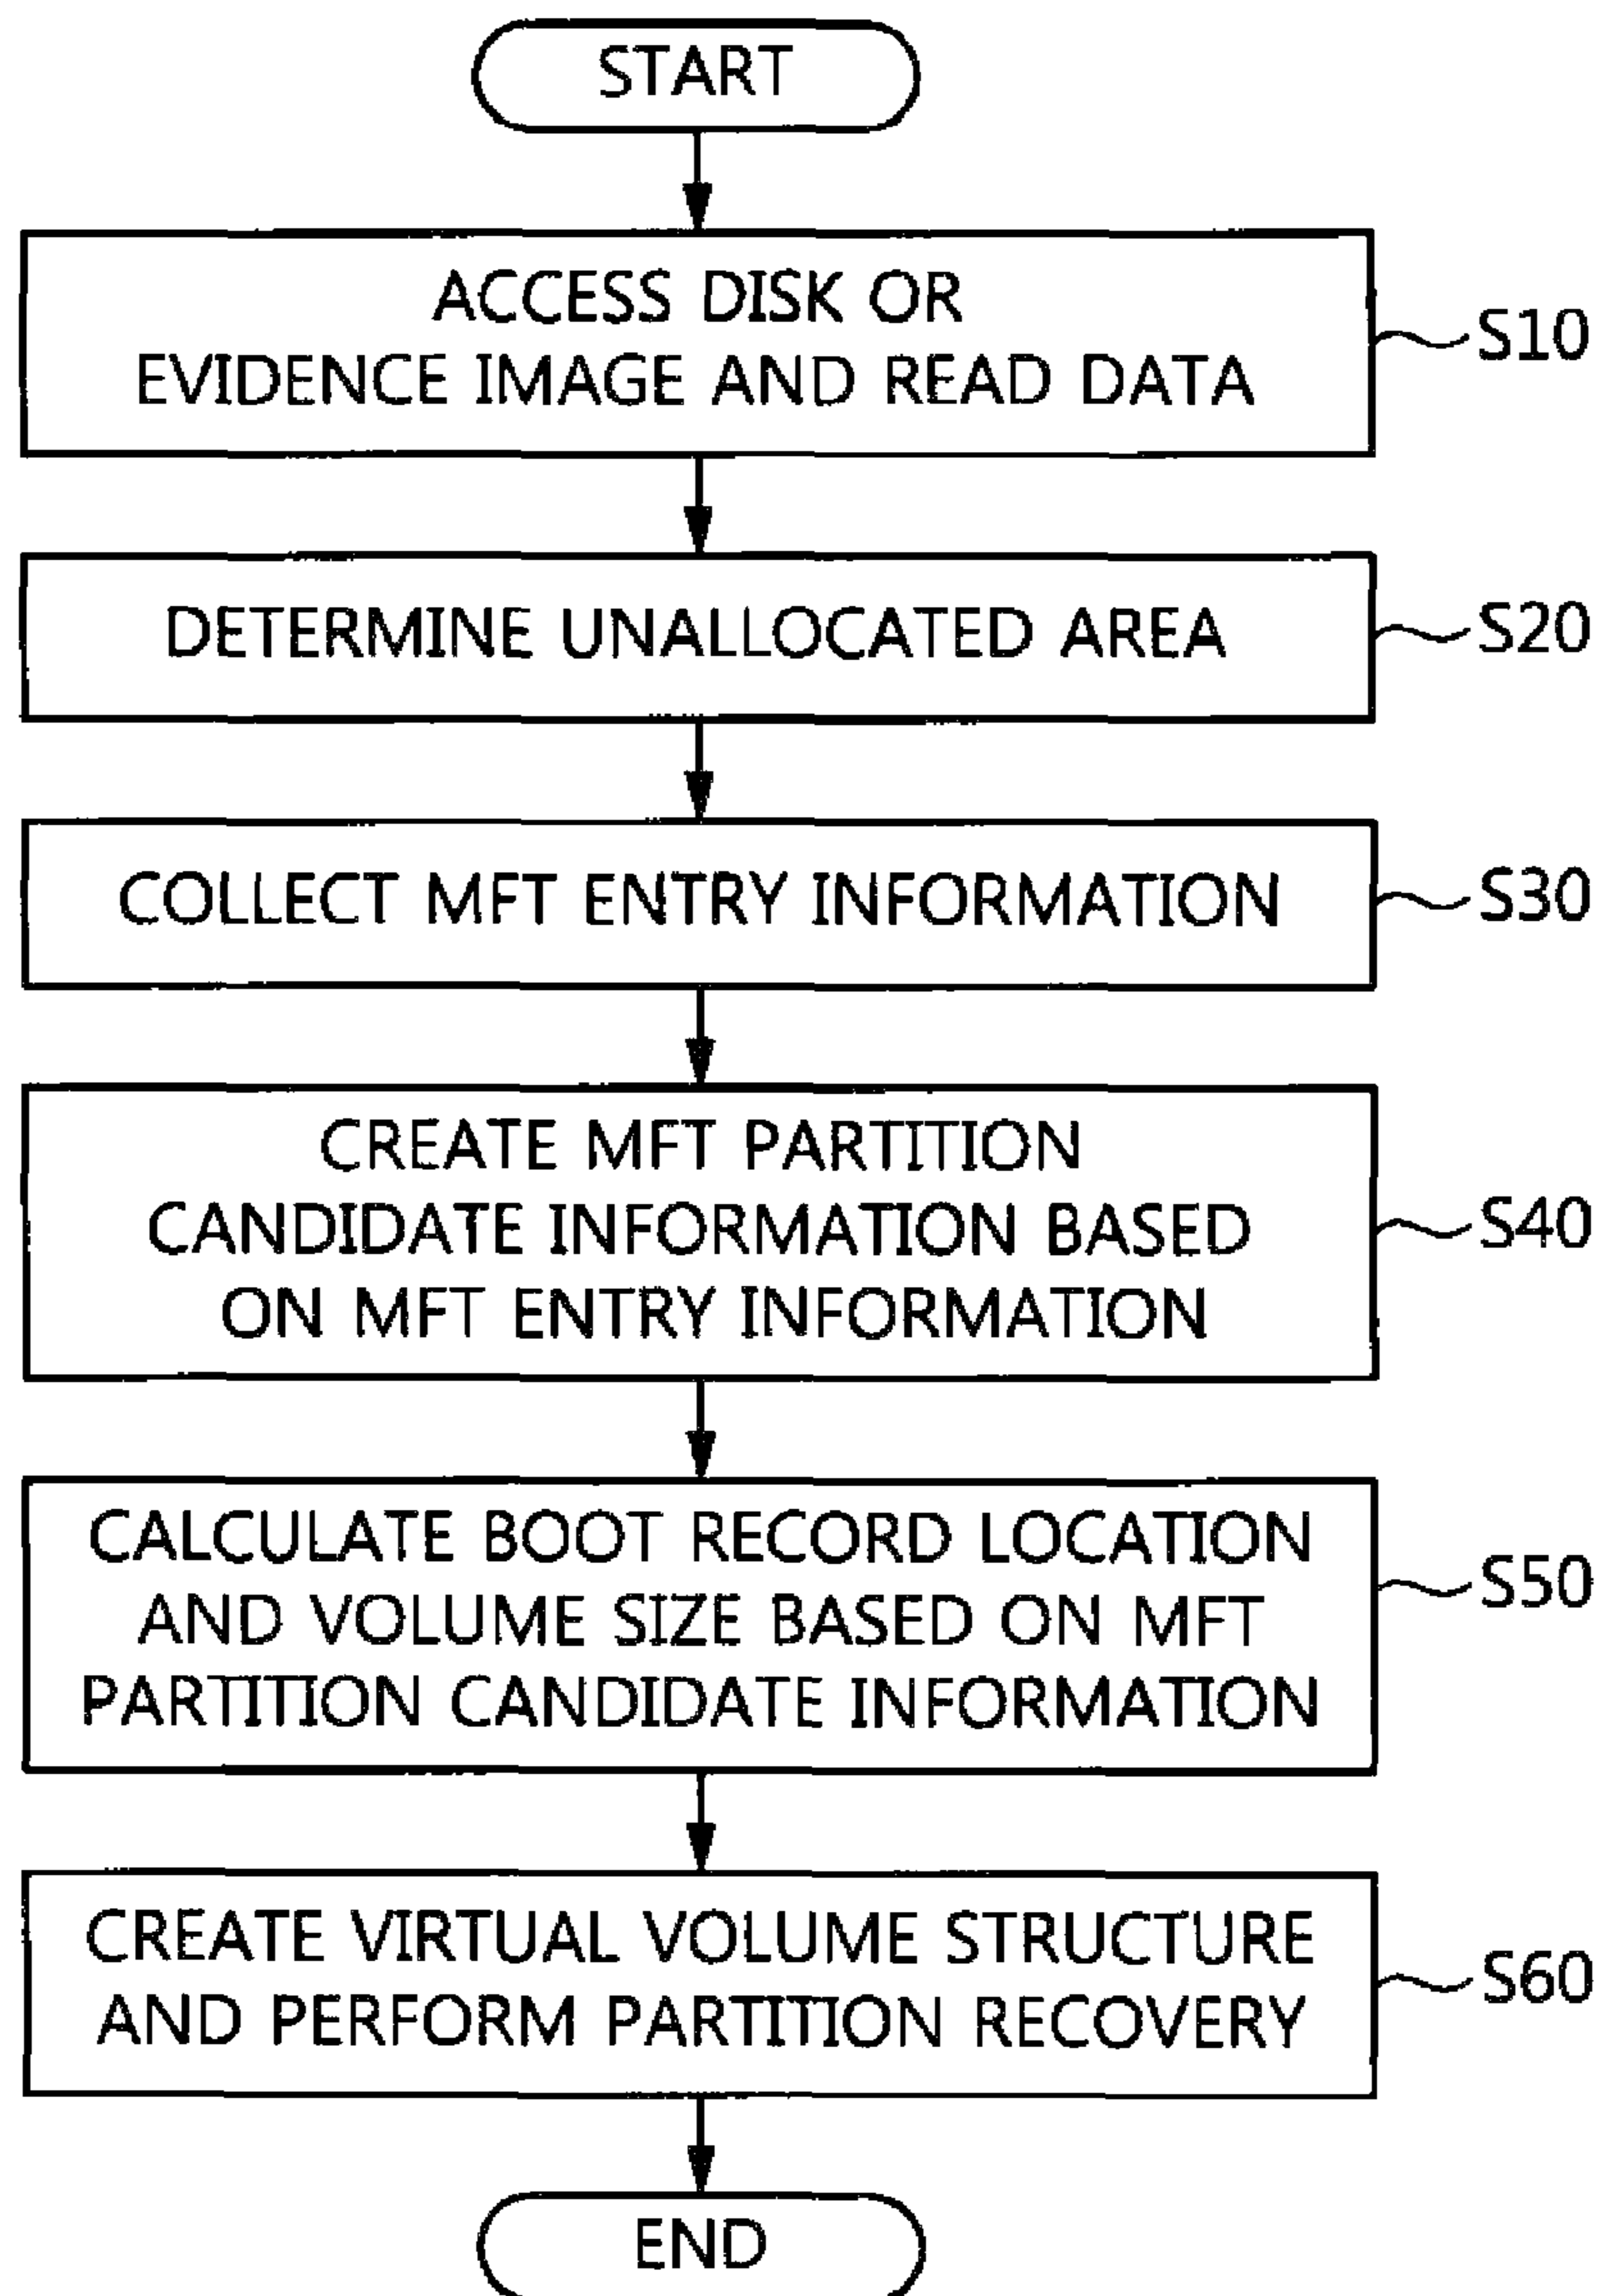 START
ACCESS DISK OR
EVIDENCE IMAGE AND READ DATA
S10
DETERMINE UNALLOCATED AREA
S20
COLLECT MFT ENTRY INFORMATION
S30
CREATE MFT PARTITION
CANDIDATE INFORMATION BASED
ON MFT ENTRY INFORMATION
S40
CALCULATE BOOT RECORD LOCATION
AND VOLUME SIZE BASED ON MFT
PARTITION CANDIDATE INFORMATION
S50
CREATE VIRTUAL VOLUME STRUCTURE
AND PERFORM PARTITION RECOVERY
S60
END